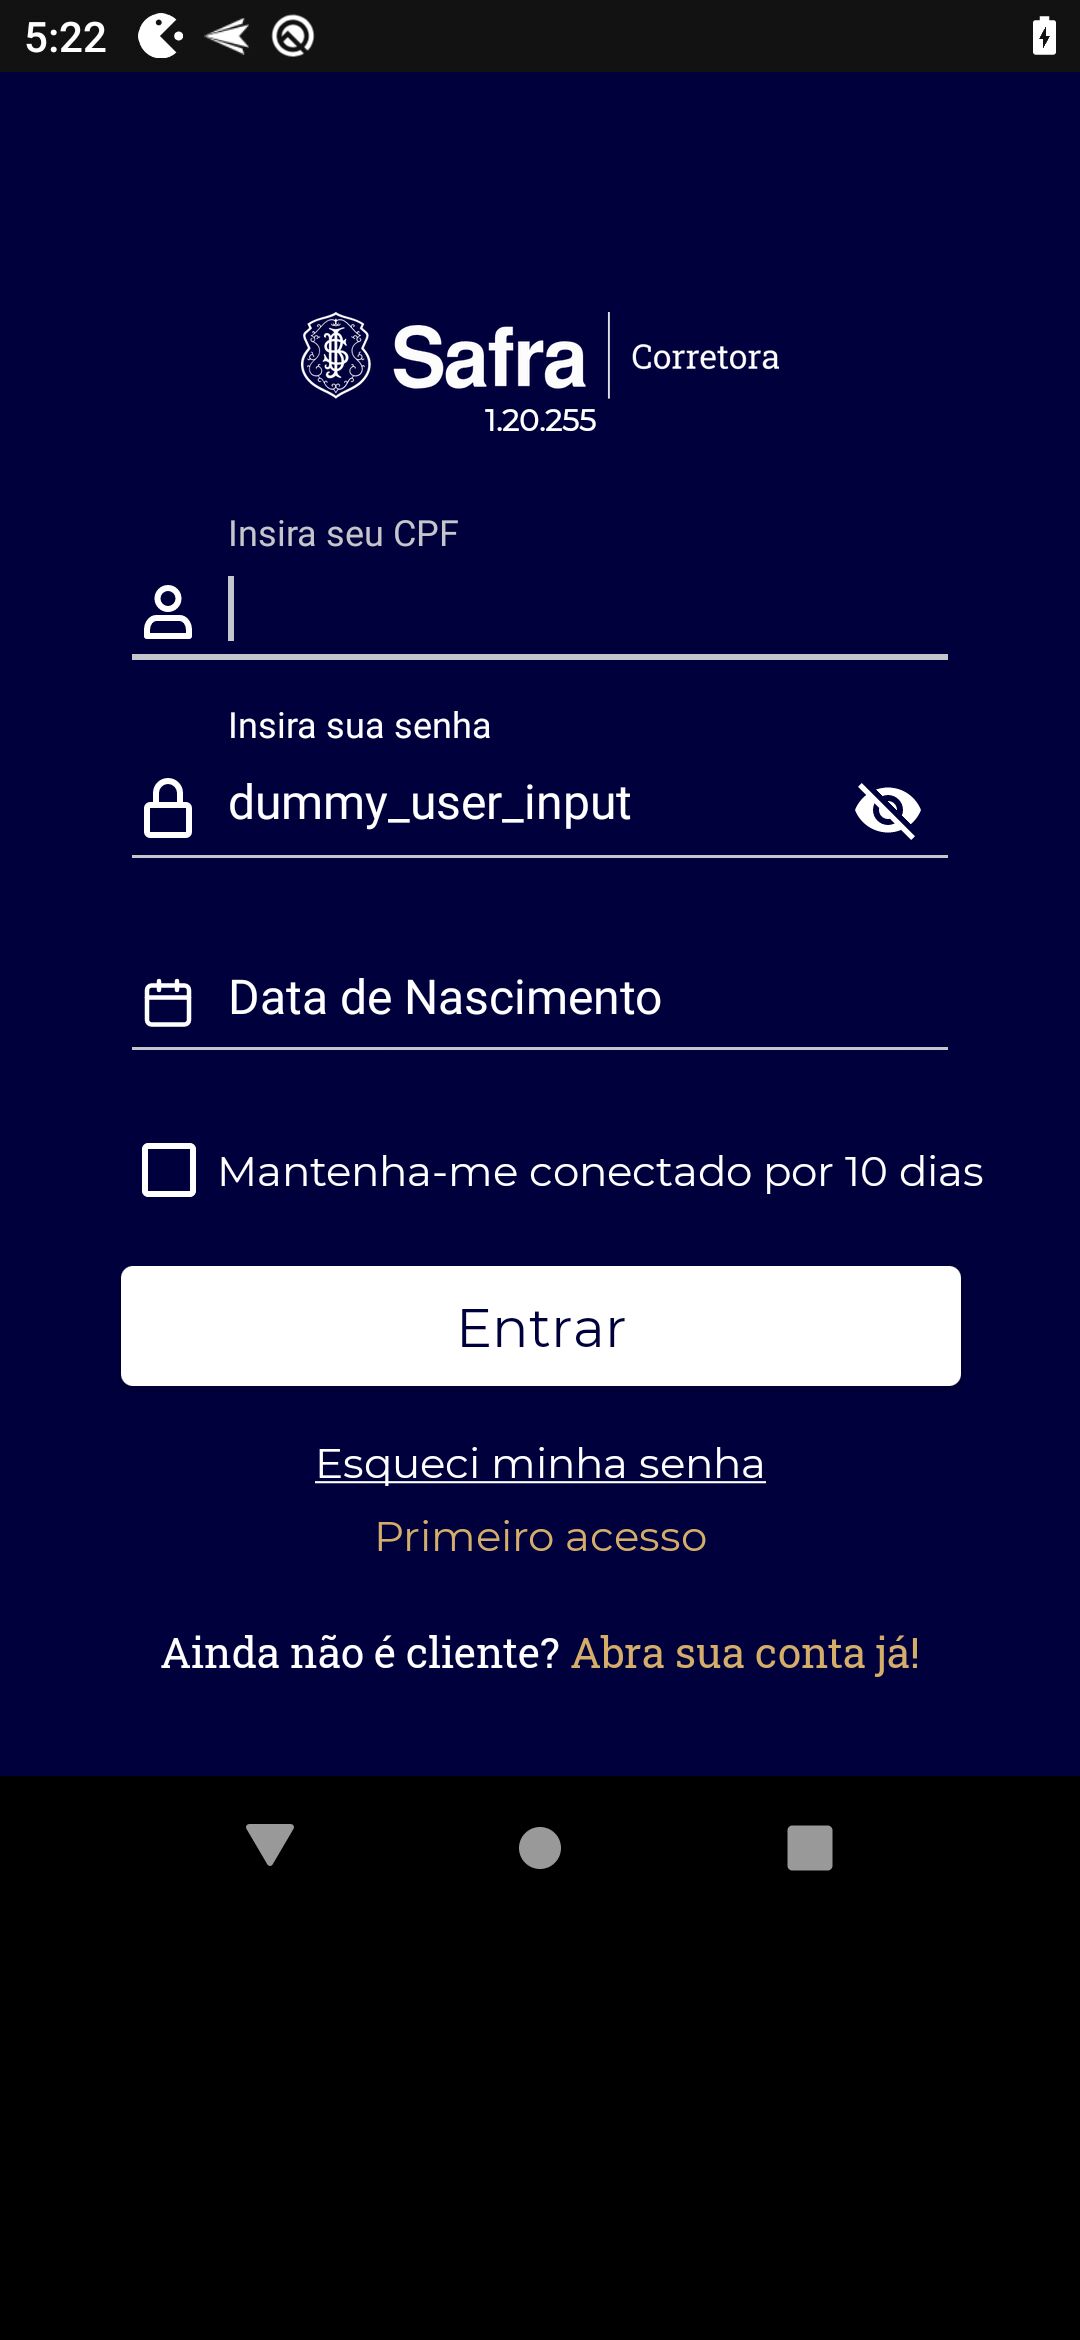 5:22
Safra Corretora
1.20.255
Insira seu CPF
Insira sua senha
dummy_user_input
Data de Nascimento
Mantenha-me conectado por 10 dias
Entrar
Esqueci minha senha
Primeiro acesso
Ainda não é cliente? Abra sua conta já!